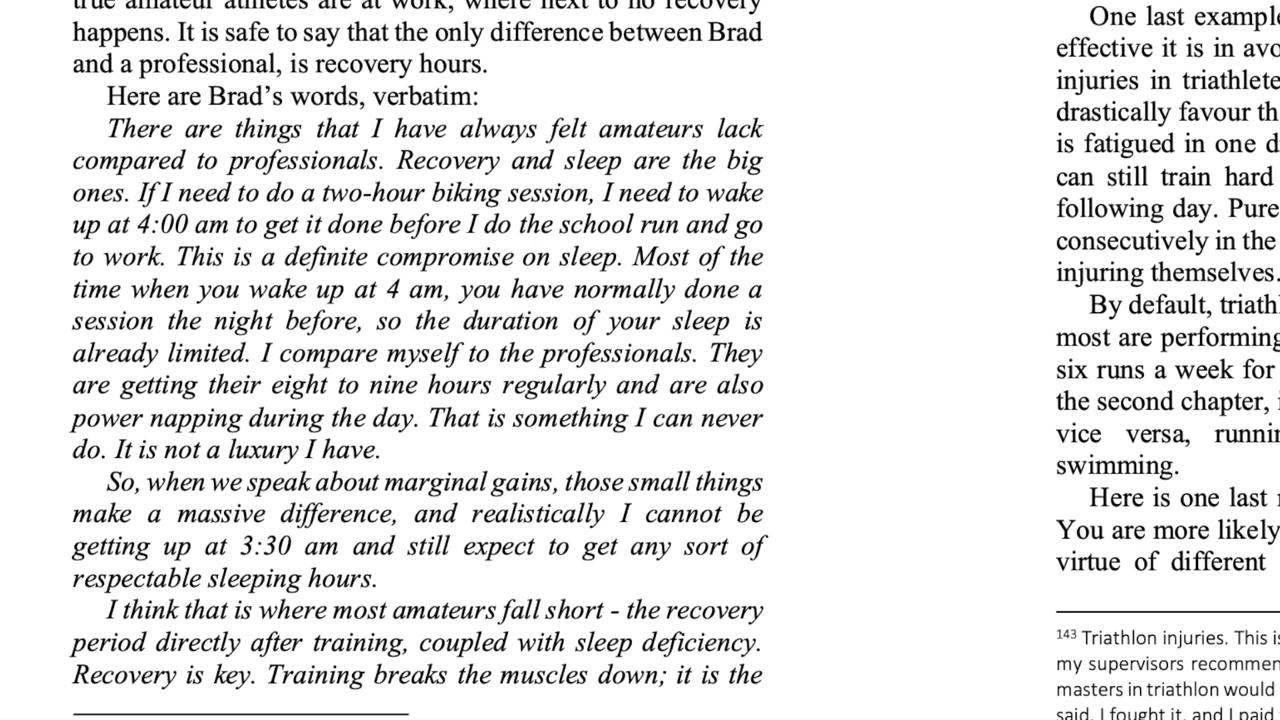 true amateur athletes are at work, where next to no recovery
happens. It is safe to say that the only difference between Brad
and a professional, is recovery hours.
Here are Brad’s words, verbatim:
There are things that I have always felt amateurs lack
compared to professionals. Recovery and sleep are the big
ones. If I need to do a two-hour biking session, I need to wake
up at 4:00 am to get it done before I do the school run and go
to work. This is a definite compromise on sleep. Most of the
time when you wake up at 4 am, you have normally done a
session the night before, so the duration of your sleep is
already limited. I compare myself to the professionals. They
are getting their eight to nine hours regularly and are also
power napping during the day. That is something I can never
do. It is not a luxury I have.
So, when we speak about marginal gains, those small things
make a massive difference, and realistically I cannot be
getting up at 3:30 am and still expect to get any sort of
respectable sleeping hours.
I think that is where most amateurs fall short - the recovery
period directly after training, coupled with sleep deficiency.
Recovery is key. Training breaks the muscles down; it is the
One last example
effective it is in avo
injuries in triathlete
drastically favour th
is fatigued in one d
can still train hard
following day. Pure
consecutively in the
injuring themselves.
By default, triath
most are performing
six runs a week for
the second chapter, i
vice versa, runnin
swimming.
Here is one last
You are more likely
virtue of different
143 Triathlon injuries. This is
my supervisors recommen
masters in triathlon would
said. I fought it, and I paid